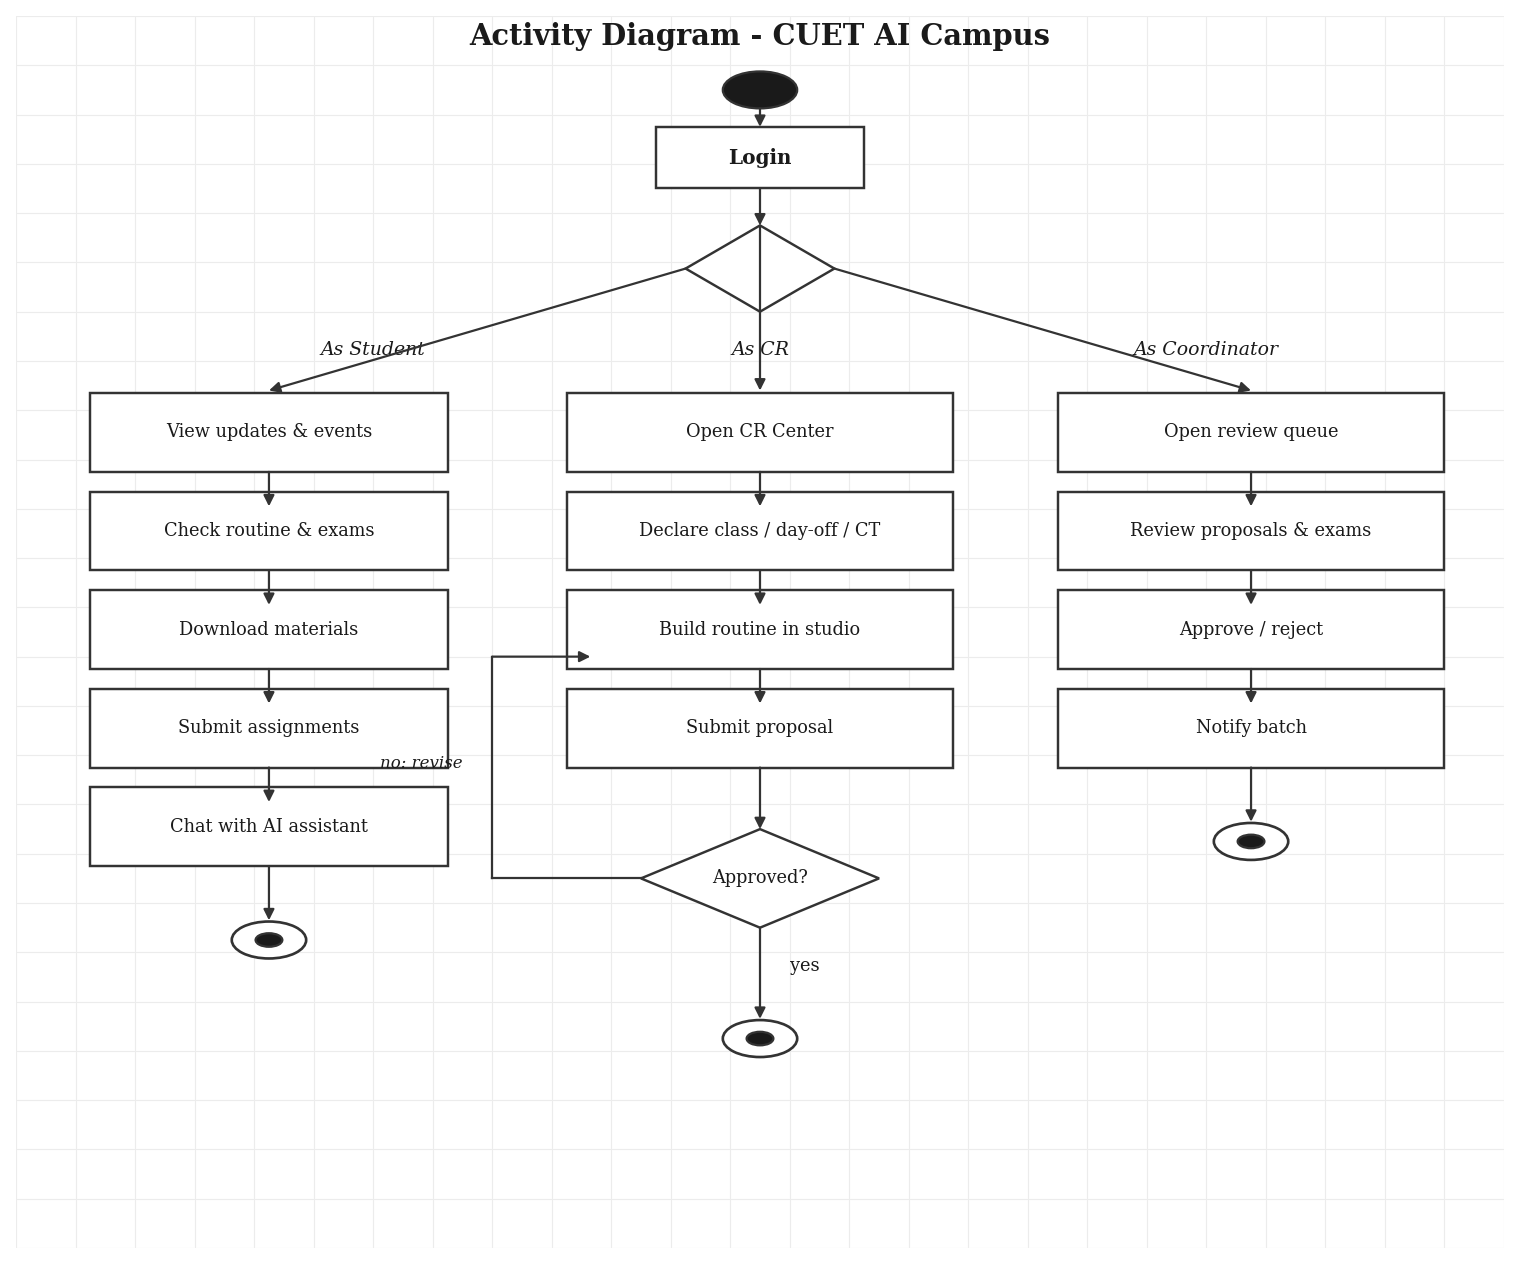 Activity Diagram - CUET AI Campus
Login
As Student
As CR
As Coordinator
View updates & events
Open CR Center
Open review queue
Check routine & exams
Declare class / day-off / CT
Review proposals & exams
Download materials
Build routine in studio
Approve / reject
Submit assignments
Submit proposal
Notify batch
no: revise
Chat with AI assistant
Approved?
yes